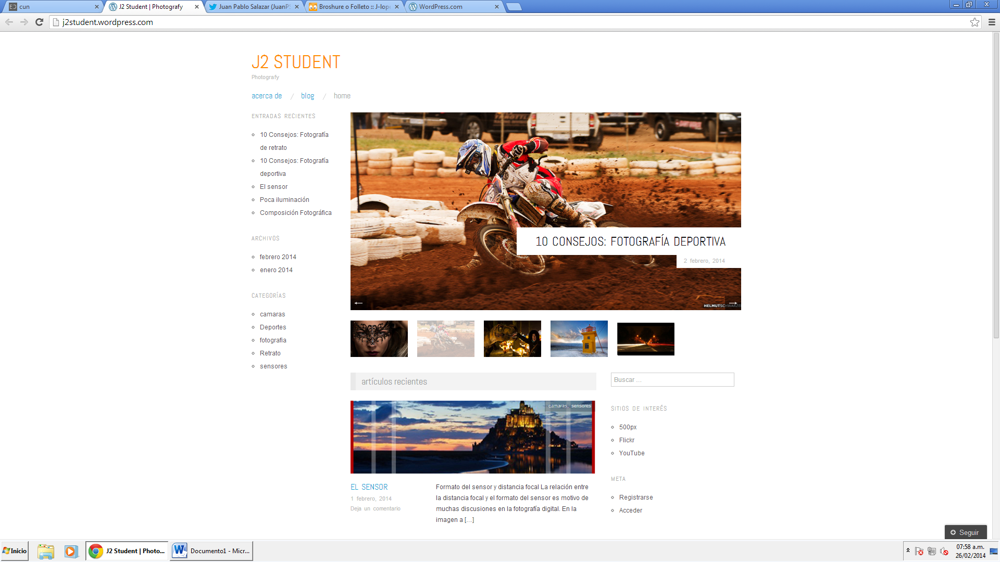 cun
J2 Student | Photografy
Juan Pablo Salazar (JuanPS
Broshure o Folleto :: J-lope
WordPress.com
j2student.wordpress.com
J2 STUDENT
Photografy
acerca de / blog / home
ENTRADAS RECIENTES
10 Consejos: Fotografía
de retrato
10 Consejos: Fotografía
deportiva
El sensor
Poca iluminación
Composición Fotográfica
ARCHIVOS
febrero 2014
enero 2014
CATEGORÍAS
camaras
Deportes
fotografia
Retrato
sensores
10 CONSEJOS: FOTOGRAFÍA DEPORTIVA
2 febrero, 2014
HELMUTSCHWARZE
artículos recientes
camaras, sensores
EL SENSOR
1 febrero, 2014
Deja un comentario
Formato del sensor y distancia focal La relación entre
la distancia focal y el formato del sensor es motivo de
muchas discusiones en la fotografía digital. En la
imagen a […]
Buscar ...
SITIOS DE INTERÉS
500px
Flickr
YouTube
META
Registrarse
Acceder
Seguir
Inicio
J2 Student | Photo...
Documento1 - Micr...
07:58 a.m.
26/02/2014